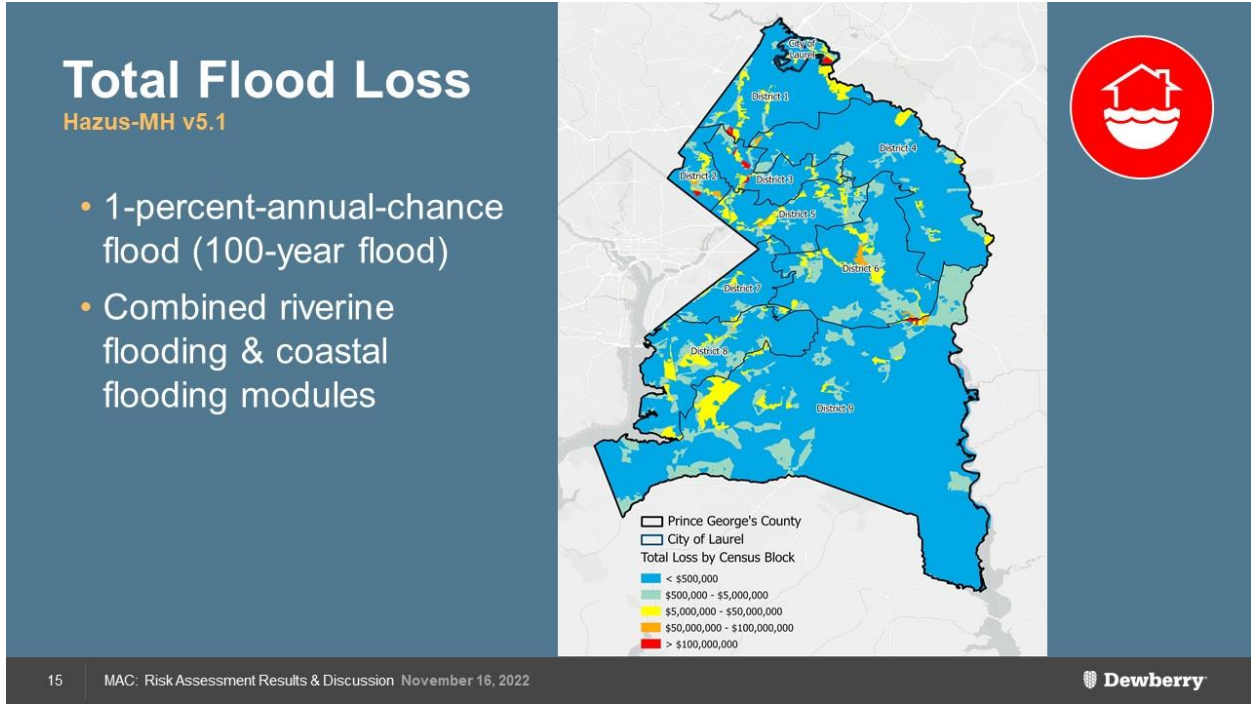 Total Flood Loss
Hazus-MH v5.1
• 1-percent-annual-chance
flood (100-year flood)
• Combined riverine
flooding & coastal
flooding modules
City of
Laurel
District 1
District 4
District 2
District 3
District 5
District 6
District 7
District 8
District 9
Prince George's County
City of Laurel
Total Loss by Census Block
< $500,000
$500,000 - $5,000,000
$5,000,000 - $50,000,000
$50,000,000 - $100,000,000
> $100,000,000
15 MAC: Risk Assessment Results & Discussion November 16, 2022
Dewberry